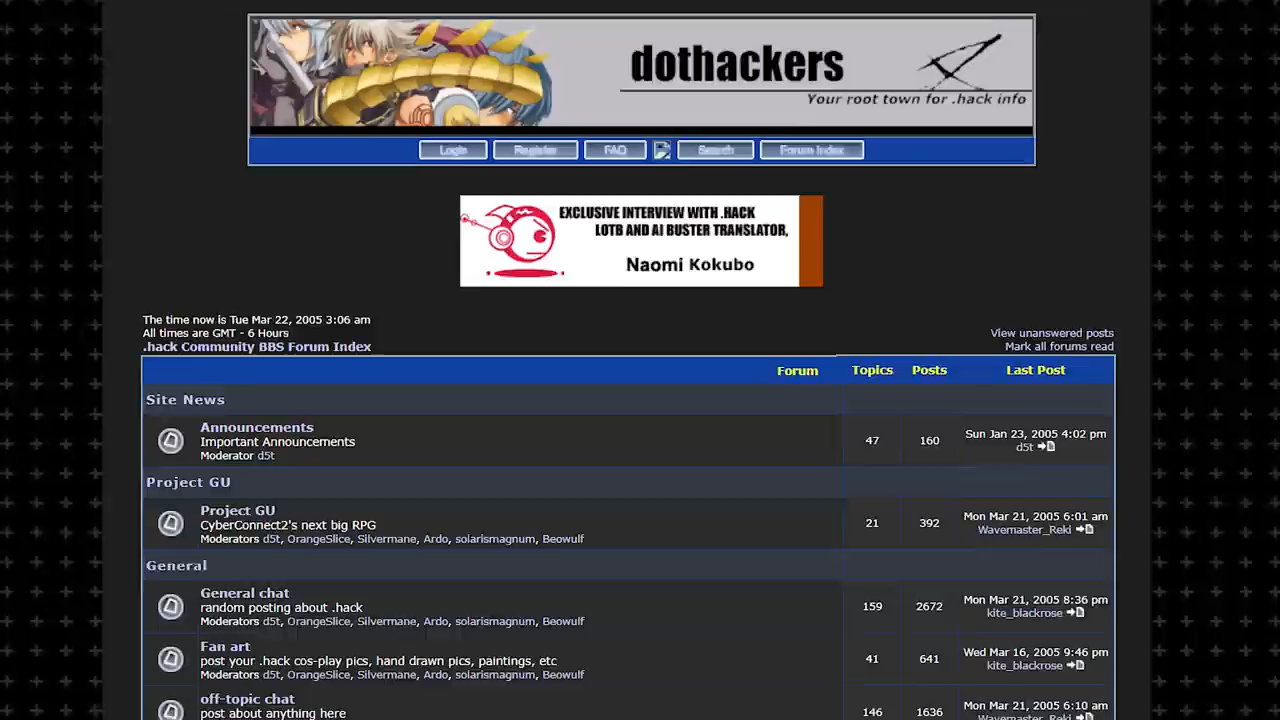 dothackers
Your root town for .hack info
Login Register FAQ Search Forum Index
EXCLUSIVE INTERVIEW WITH .HACK
LOTB AND AI BUSTER TRANSLATOR,
Naomi Kokubo
The time now is Tue Mar 22, 2005 3:06 am
All times are GMT - 6 Hours
View unanswered posts
.hack Community BBS Forum Index
Mark all forums read
Forum Topics Posts Last Post
Site News
Announcements
Important Announcements
Moderator d5t
47 160
Sun Jan 23, 2005 4:02 pm
d5t
Project GU
Project GU
CyberConnect2's next big RPG
Moderators d5t, OrangeSlice, Silvermane, Ardo, solarismagnum, Beowulf
21 392
Mon Mar 21, 2005 6:01 am
Wavemaster_Reki
General
General chat
random posting about .hack
Moderators d5t, OrangeSlice, Silvermane, Ardo, solarismagnum, Beowulf
159 2672
Mon Mar 21, 2005 8:36 pm
kite_blackrose
Fan art
post your .hack cos-play pics, hand drawn pics, paintings, etc
Moderators d5t, OrangeSlice, Silvermane, Ardo, solarismagnum, Beowulf
41 641
Wed Mar 16, 2005 9:46 pm
kite_blackrose
off-topic chat
post about anything here
146 1636
Mon Mar 21, 2005 6:10 am
Wavemaster_Reki